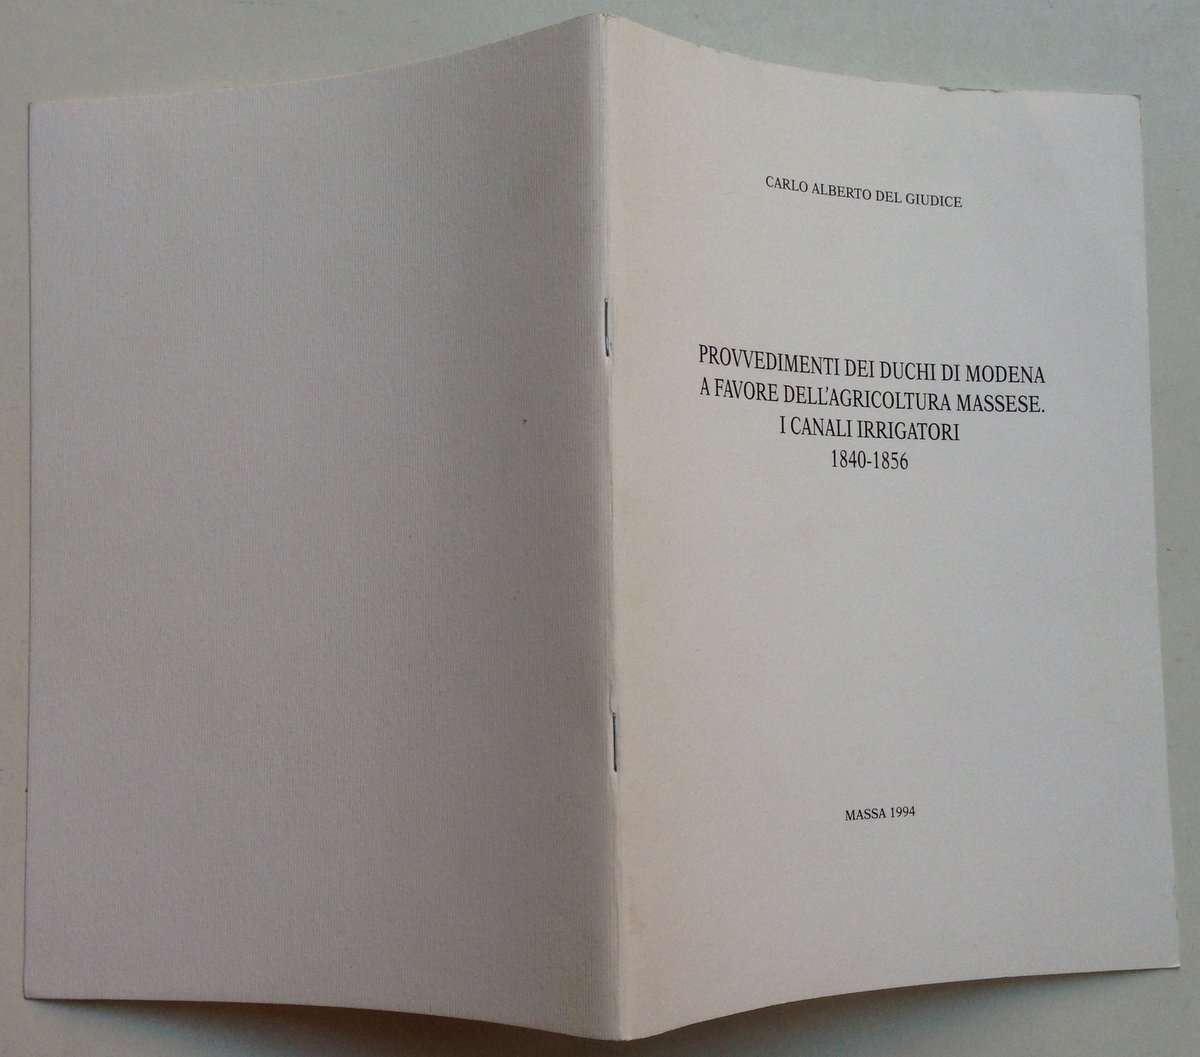 CARLO ALBERTO DEL GIUDICE
PROVVEDIMENTI DEI DUCHI DI MODENA
A FAVORE DELL'AGRICOLTURA MASSESE.
I CANALI IRRIGATORI
1840-1856
MASSA 1994